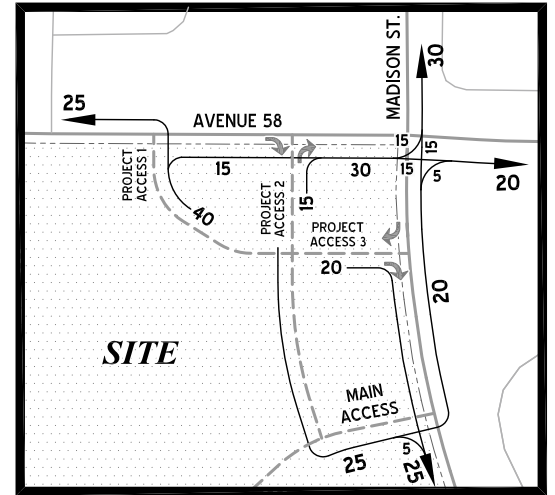 MADISON ST.
30
25
AVENUE 58
15
15
PROJECT
ACCESS 1
15
30
15
5
20
40
PROJECT
ACCESS 2
15
PROJECT
ACCESS 3
20
20
SITE
MAIN
ACCESS
25
5
25